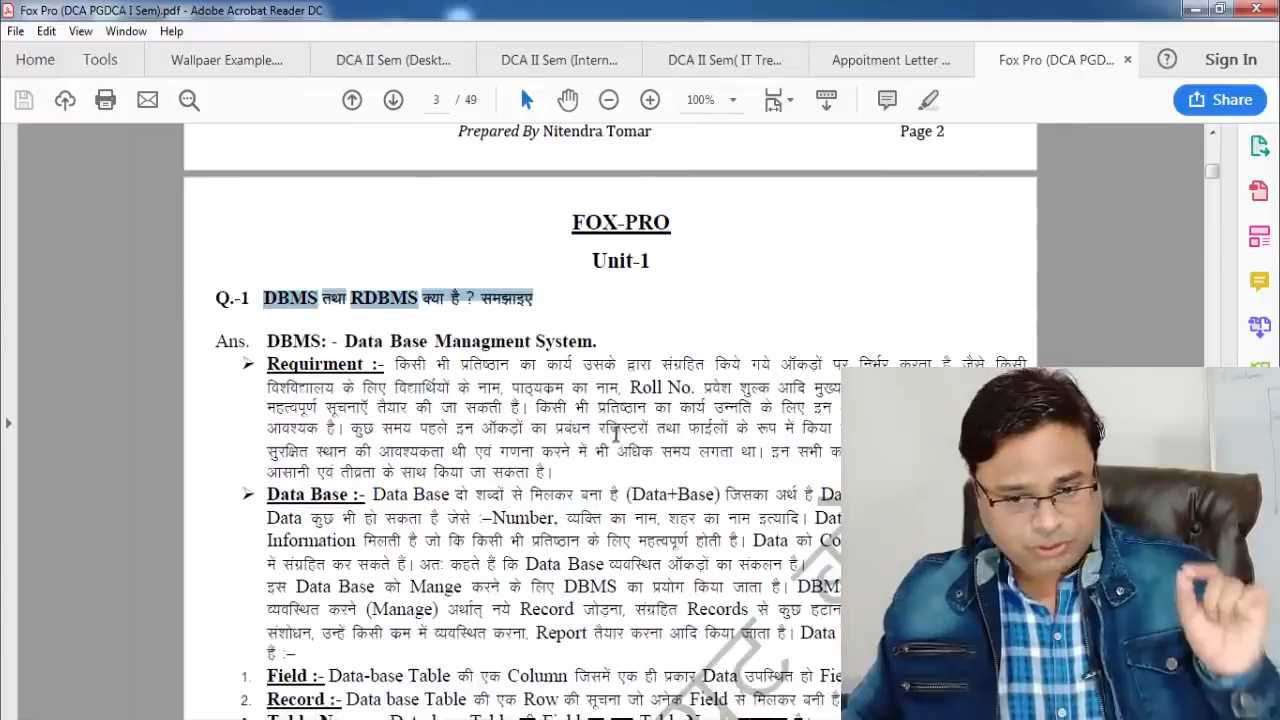 Fox Pro (DCA PGDCA I Sem).pdf - Adobe Acrobat Reader DC
File Edit View Window Help
Home Tools Wallpaer Example.... DCA II Sem (Deskt... DCA II Sem (Intern... DCA II Sem( IT Tre... Appoitment Letter ... Fox Pro (DCA PGD... Sign In
3 / 49 100% Share
Prepared By Nitendra Tomar Page 2
FOX-PRO
Unit-1
Q.-1 DBMS तथा RDBMS क्या है ? समझाइए
Ans. DBMS: - Data Base Managment System.
Requirment :- किसी भी प्रतिष्ठान का कार्य उसके द्वारा संग्रहित किये गये ऑकड़ों पर निर्भर करता है जैसे किसी
विशविद्यालय के लिए विद्यार्थियों के नाम, पाठ्यक्रम का नाम, Roll No. प्रवेश शुल्क आदि मुख्य
महत्वपूर्ण सूचनाऍ तैयार की जा सकती हैं। किसी भी प्रतिष्ठान का कार्य उन्नति के लिए इन
आवश्यक है। कुछ समय पहले इन ऑकड़ों का प्रबंधन रजिस्टरों तथा फाईलों के रूप में किया
सुरक्षित स्थान की आवश्यकता थी एवं गणना करने में भी अधिक समय लगता था। इन सभी क
आसानी एवं तीव्रता के साथ किया जा सकता है।
Data Base :- Data Base दो शब्दों से मिलकर बना है (Data+Base) जिसका अर्थ है Da
Data कुछ भी हो सकता है जेसे :–Number, व्यक्ति का नाम, शहर का नाम इत्यादि। Dat
Information मिलती है जो कि किसी भी प्रतिष्ठान के लिए महत्वपूर्ण होती है। Data को Co
में संग्रहित कर सकते हैं। अतः कहते हैं कि Data Base व्यवस्थित ऑकड़ों का संकलन है।
इस Data Base को Mange करने के लिए DBMS का प्रयोग किया जाता है। DBM
व्यवस्थित करने (Manage) अर्थात् नये Record जोड़ना, संग्रहित Records से कुछ हटान
संशोधन, उन्हें किसी क्रम में व्यवस्थित करना, Report तैयार करना आदि किया जाता है। Data
है :–
1. Field :- Data-base Table की एक Column जिसमें एक ही प्रकार Data उपस्थित हो Fie
2. Record :- Data base Table की एक Row की सूचना जो अनेक Field से मिलकर बनी है